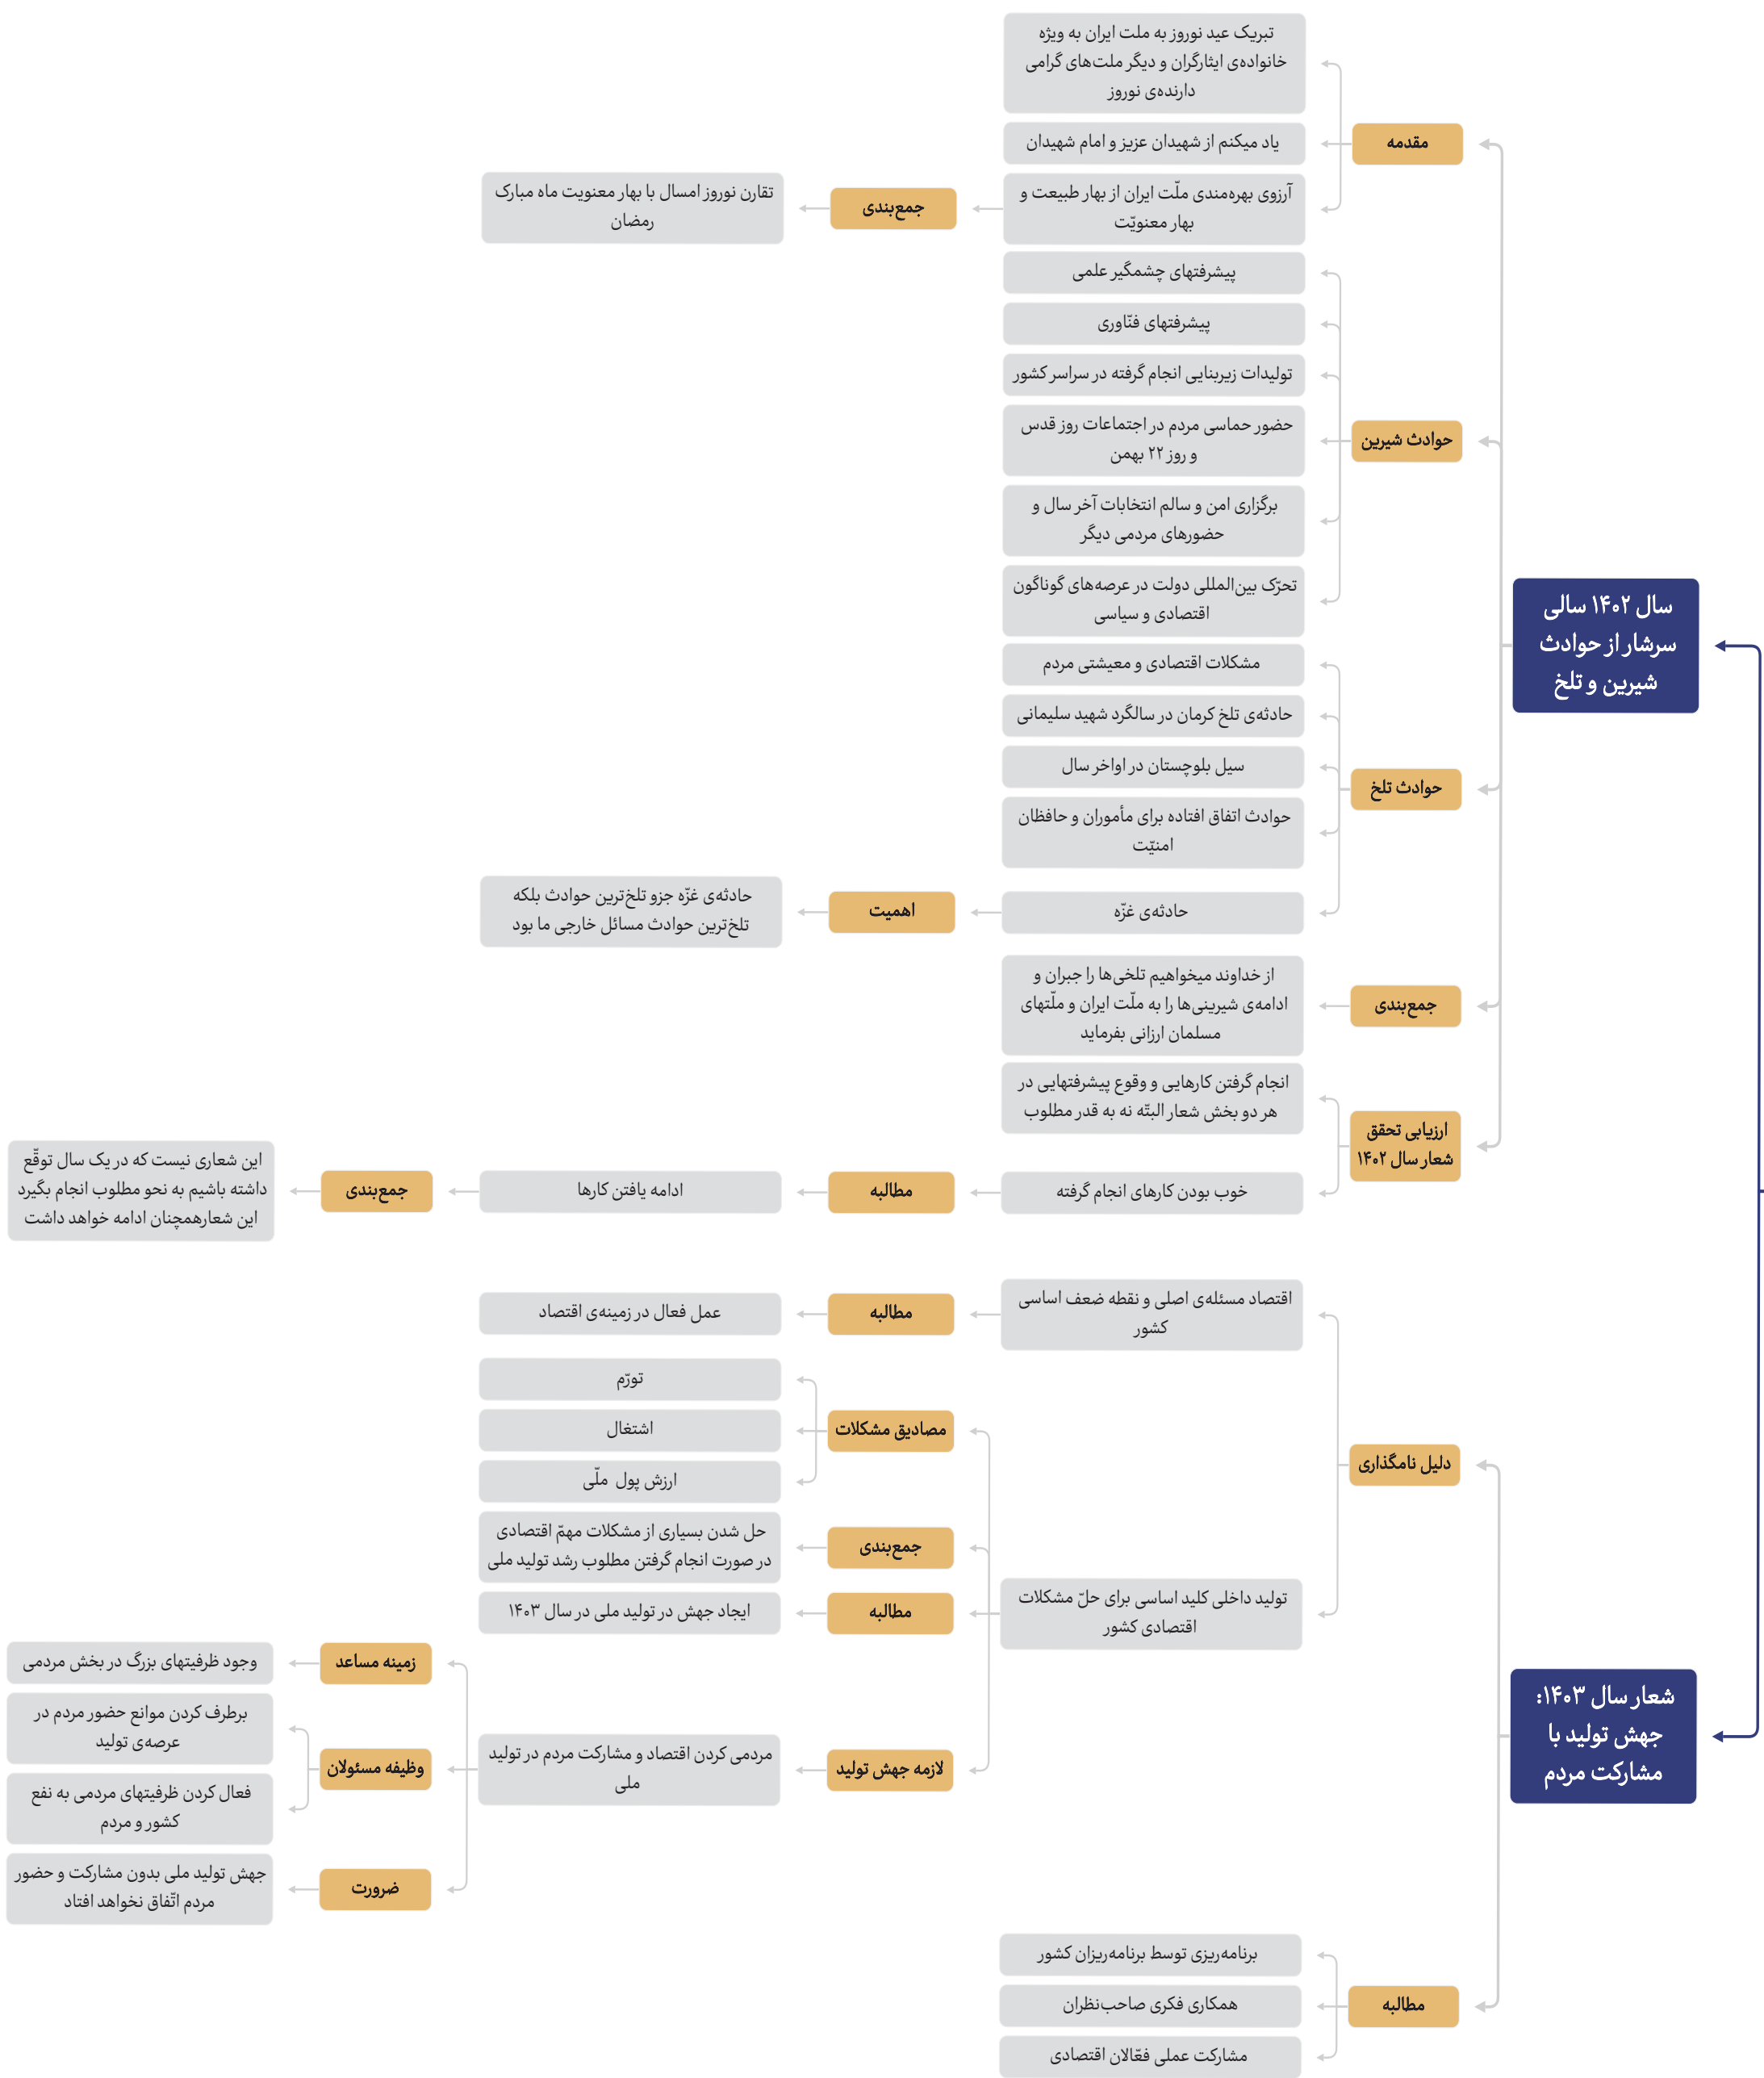 سال ۱۴۰۲ سالی
سرشار از حوادث
شیرین و تلخ
مقدمه
تبریک عید نوروز به ملت ایران به ویژه
خانواده‌ی ایثارگران و دیگر ملت‌های گرامی
دارنده‌ی نوروز
یاد میکنم از شهیدان عزیز و امام شهیدان
آرزوی بهره‌مندی ملّت ایران از بهار طبیعت و
بهار معنویّت
جمع‌بندی
تقارن نوروز امسال با بهار معنویت ماه مبارک
رمضان
حوادث شیرین
پیشرفتهای چشمگیر علمی
پیشرفتهای فنّاوری
تولیدات زیربنایی انجام گرفته در سراسر کشور
حضور حماسی مردم در اجتماعات روز قدس
و روز ۲۲ بهمن
برگزاری امن و سالم انتخابات آخر سال و
حضورهای مردمی دیگر
تحرّک بین‌المللی دولت در عرصه‌های گوناگون
اقتصادی و سیاسی
حوادث تلخ
مشکلات اقتصادی و معیشتی مردم
حادثه‌ی تلخ کرمان در سالگرد شهید سلیمانی
سیل بلوچستان در اواخر سال
حوادث اتفاق افتاده برای مأموران و حافظان
امنیّت
حادثه‌ی غزّه
اهمیت
حادثه‌ی غزّه جزو تلخ‌ترین حوادث بلکه
تلخ‌ترین حوادث مسائل خارجی ما بود
جمع‌بندی
از خداوند میخواهیم تلخی‌ها را جبران و
ادامه‌ی شیرینی‌ها را به ملّت ایران و ملّتهای
مسلمان ارزانی بفرماید
ارزیابی تحقق
شعار سال ۱۴۰۲
انجام گرفتن کارهایی و وقوع پیشرفتهایی در
هر دو بخش شعار البتّه نه به قدر مطلوب
خوب بودن کارهای انجام گرفته
مطالبه
ادامه یافتن کارها
جمع‌بندی
این شعاری نیست که در یک سال توقّع
داشته باشیم به نحو مطلوب انجام بگیرد
این شعارهمچنان ادامه خواهد داشت
شعار سال ۱۴۰۳:
جهش تولید با
مشارکت مردم
دلیل نامگذاری
اقتصاد مسئله‌ی اصلی و نقطه ضعف اساسی
کشور
مطالبه
عمل فعال در زمینه‌ی اقتصاد
تولید داخلی کلید اساسی برای حلّ مشکلات
اقتصادی کشور
مصادیق مشکلات
تورّم
اشتغال
ارزش پول ملّی
جمع‌بندی
حل شدن بسیاری از مشکلات مهمّ اقتصادی
در صورت انجام گرفتن مطلوب رشد تولید ملی
مطالبه
ایجاد جهش در تولید ملی در سال ۱۴۰۳
لازمه جهش تولید
مردمی کردن اقتصاد و مشارکت مردم در تولید
ملی
زمینه مساعد
وجود ظرفیتهای بزرگ در بخش مردمی
وظیفه مسئولان
برطرف کردن موانع حضور مردم در
عرصه‌ی تولید
فعال کردن ظرفیتهای مردمی به نفع
کشور و مردم
ضرورت
جهش تولید ملی بدون مشارکت و حضور
مردم اتّفاق نخواهد افتاد
مطالبه
برنامه‌ریزی توسط برنامه‌ریزان کشور
همکاری فکری صاحب‌نظران
مشارکت عملی فعّالان اقتصادی